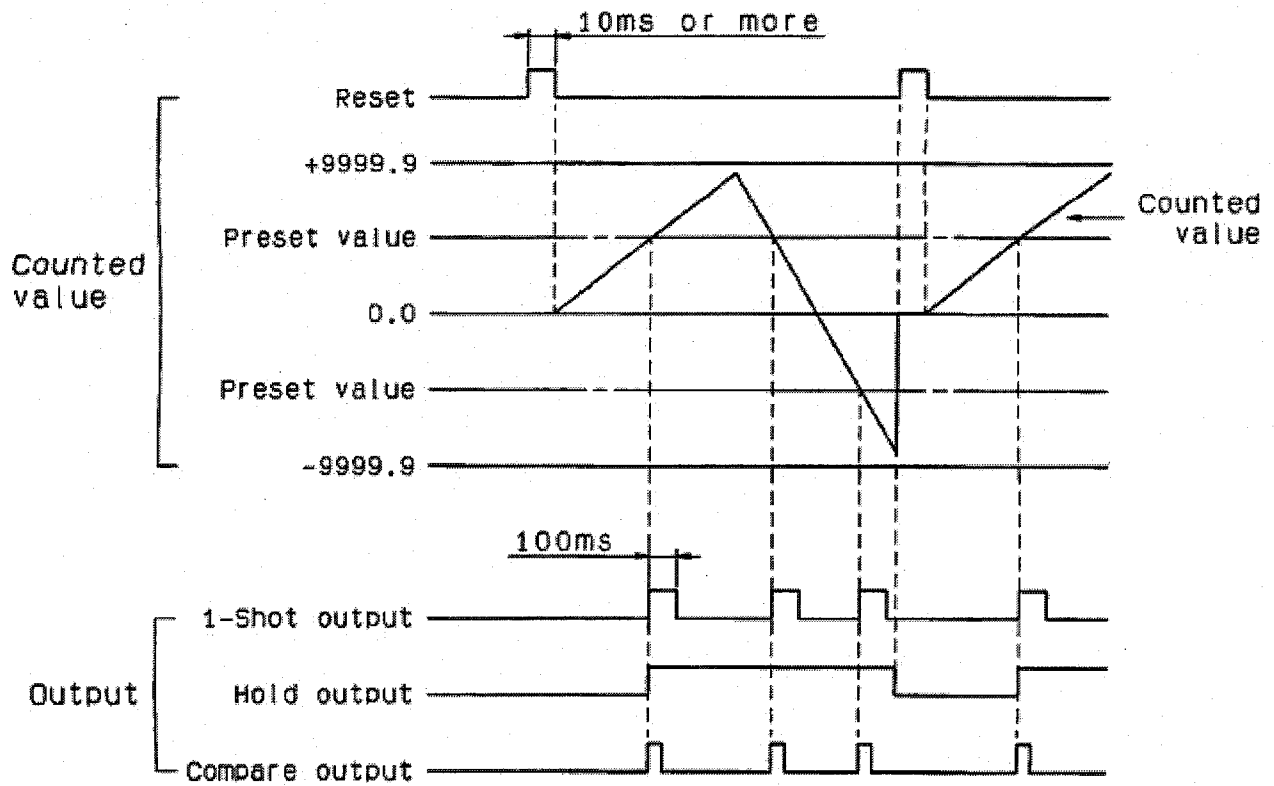 10ms or more
Reset
+9999.9
Preset value
Counted
value
Counted
value
0.0
Preset value
-9999.9
100ms
1-Shot output
Output
Hold output
Compare output